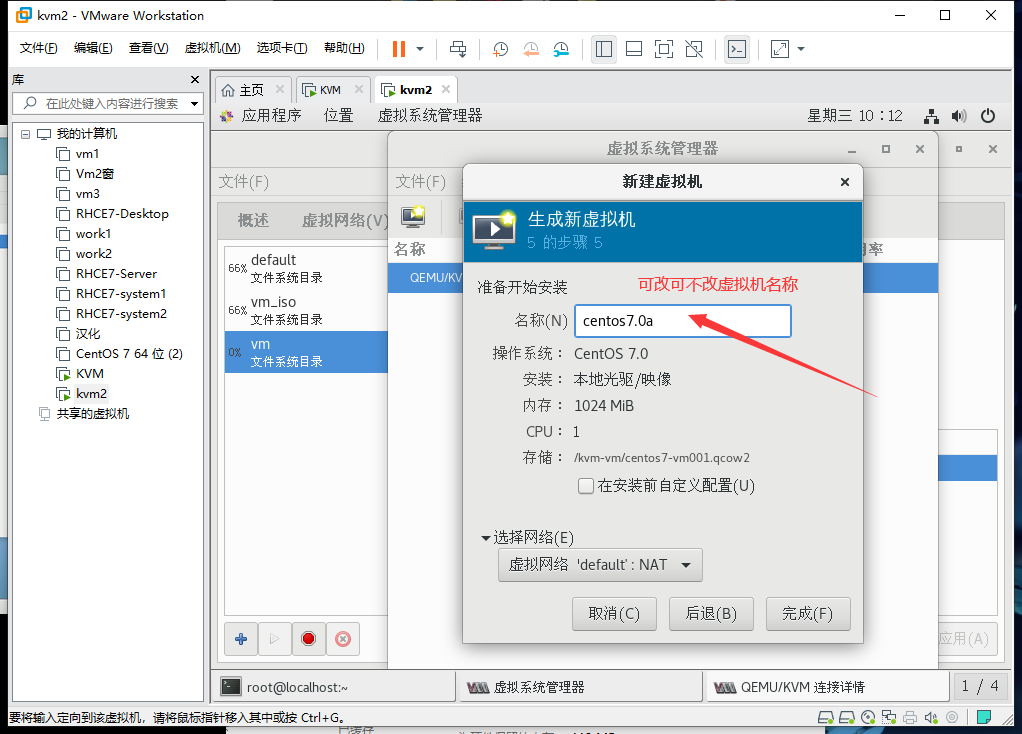 kvm2 - VMware Workstation
文件(F) 编辑(E) 查看(V) 虚拟机(M) 选项卡(T) 帮助(H)
库
在此处键入内容进行搜索
我的计算机
vm1
Vm2窗
vm3
RHCE7-Desktop
work1
work2
RHCE7-Server
RHCE7-system1
RHCE7-system2
汉化
CentOS 7 64 位 (2)
KVM
kvm2
共享的虚拟机
主页 KVM kvm2
应用程序 位置 虚拟系统管理器 星期三 10：12
虚拟系统管理器
文件(F)
文件(F)
概述 虚拟网络(V)
名称
率
QEMU/KV
default
66% 文件系统目录
vm_iso
66% 文件系统目录
vm
0% 文件系统目录
新建虚拟机
生成新虚拟机
5 的步骤 5
准备开始安装
可改可不改虚拟机名称
名称(N) centos7.0a
操作系统： CentOS 7.0
安装： 本地光驱/映像
内存： 1024 MiB
CPU： 1
存储： /kvm-vm/centos7-vm001.qcow2
在安装前自定义配置(U)
选择网络(E)
虚拟网络 'default' : NAT
取消(C) 后退(B) 完成(F)
应用(A)
root@localhost:~ 虚拟系统管理器 QEMU/KVM 连接详情 1 / 4
要将输入定向到该虚拟机，请将鼠标指针移入其中或按 Ctrl+G。